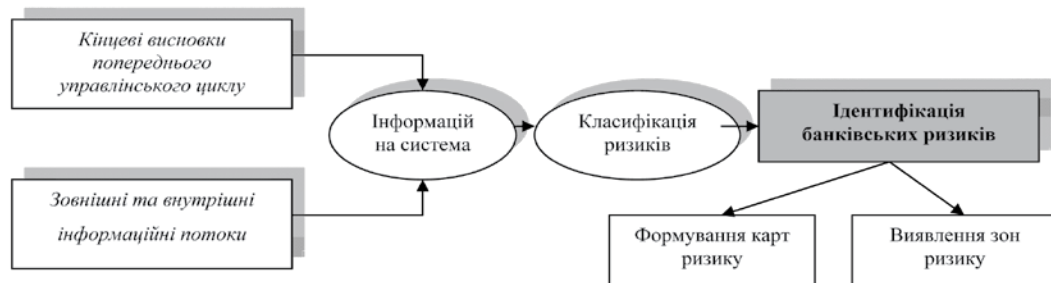 Кінцеві висновки
попереднього
управлінського циклу
Інформацій
на система
Класифікація
ризиків
Ідентифікація
банківських ризиків
Зовнішні та внутрішні
інформаційні потоки
Формування карт
ризику
Виявлення зон
ризику